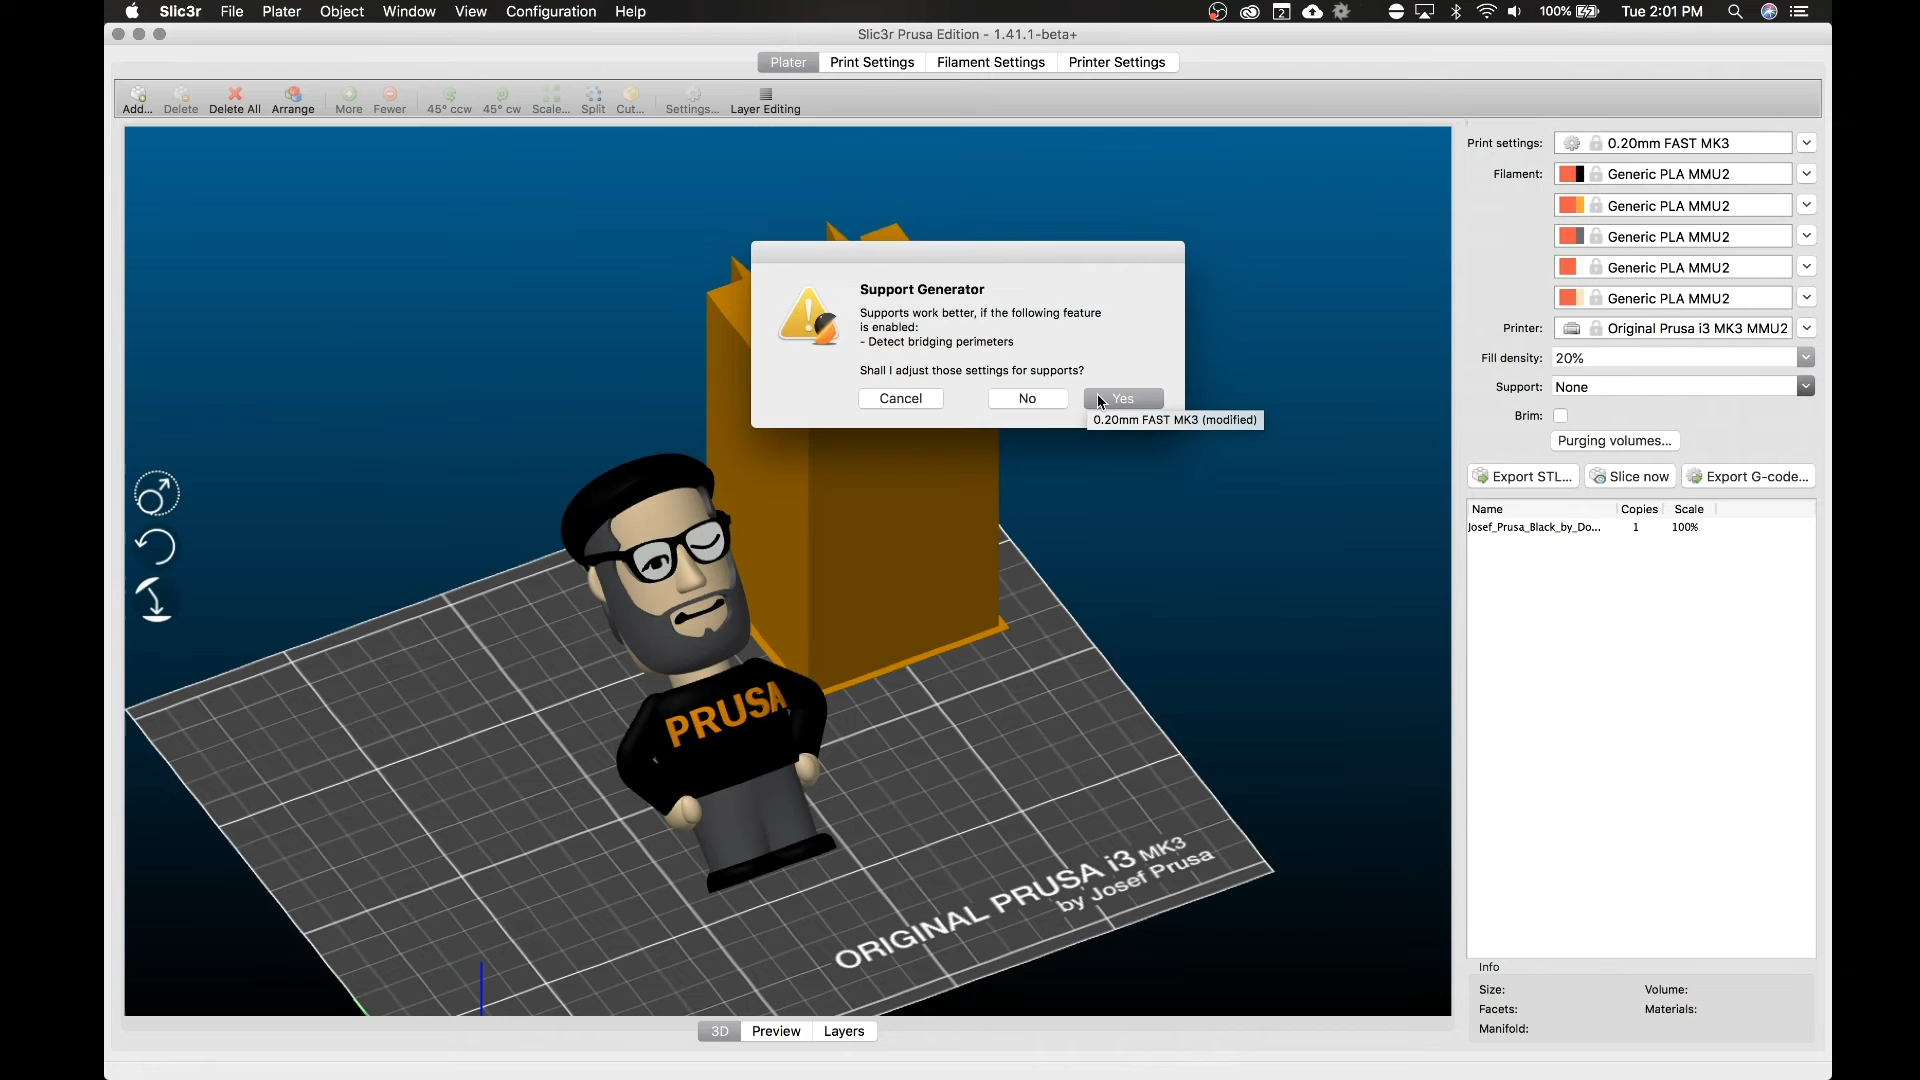 Slic3r File Plater Object Window View Configuration Help
2
100%
Tue 2:01 PM
Slic3r Prusa Edition - 1.41.1-beta+
Plater Print Settings Filament Settings Printer Settings
Add... Delete Delete All Arrange More Fewer 45° ccw 45° cw Scale... Split Cut... Settings... Layer Editing
Print settings: 0.20mm FAST MK3
Filament: Generic PLA MMU2
Generic PLA MMU2
Generic PLA MMU2
Generic PLA MMU2
Generic PLA MMU2
Printer: Original Prusa i3 MK3 MMU2
Fill density: 20%
Support: None
Brim:
Purging volumes...
Export STL... Slice now Export G-code...
Name Copies Scale
Josef_Prusa_Black_by_Do... 1 100%
Support Generator
Supports work better, if the following feature
is enabled:
- Detect bridging perimeters
Shall I adjust those settings for supports?
Cancel No Yes
0.20mm FAST MK3 (modified)
PRUSA
ORIGINAL PRUSA i3 MK3
by Josef Prusa
Info
Size: Volume:
Facets: Materials:
Manifold:
3D Preview Layers